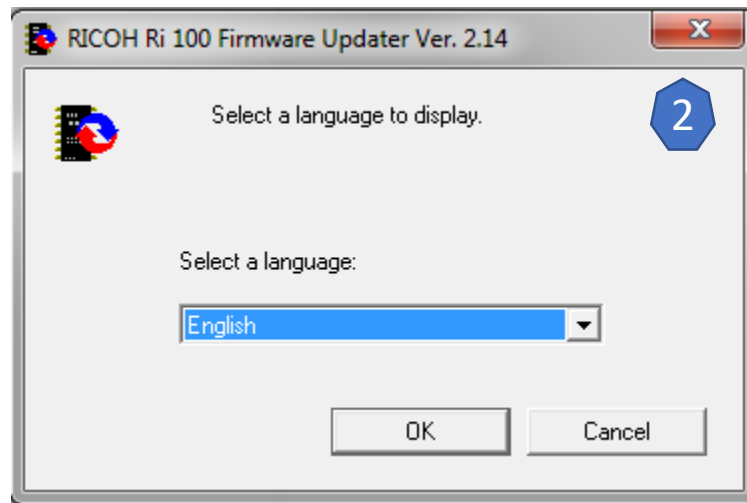 RICOH Ri 100 Firmware Updater Ver. 2.14
Select a language to display.
2
Select a language:
English
OK
Cancel